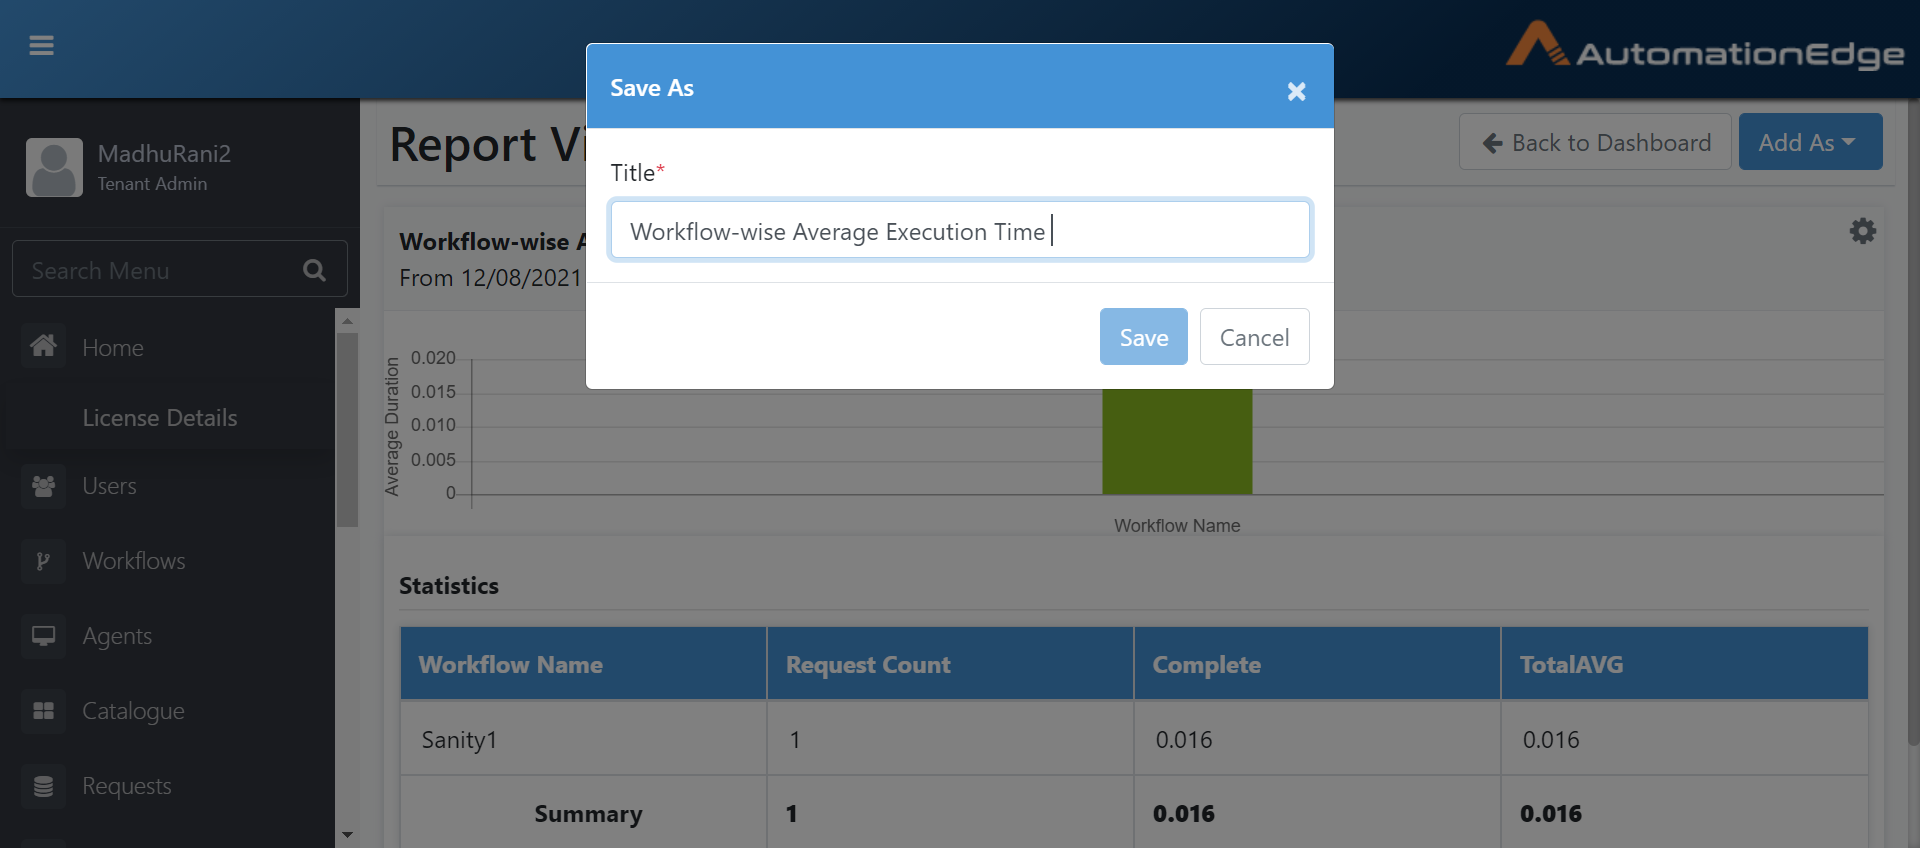 AutomationEdge
Save As
MadhuRani2
Tenant Admin
Search Menu
Home
License Details
Users
Workflows
Agents
Catalogue
Requests
Report Vi
Back to Dashboard
Add As
Title*
Workflow-wise Average Execution Time
Save
Cancel
Workflow-wise A
From 12/08/2021
Average Duration
0.020
0.015
0.010
0.005
0
Workflow Name
Statistics
Workflow Name Request Count Complete TotalAVG
Sanity1 1 0.016 0.016
Summary 1 0.016 0.016